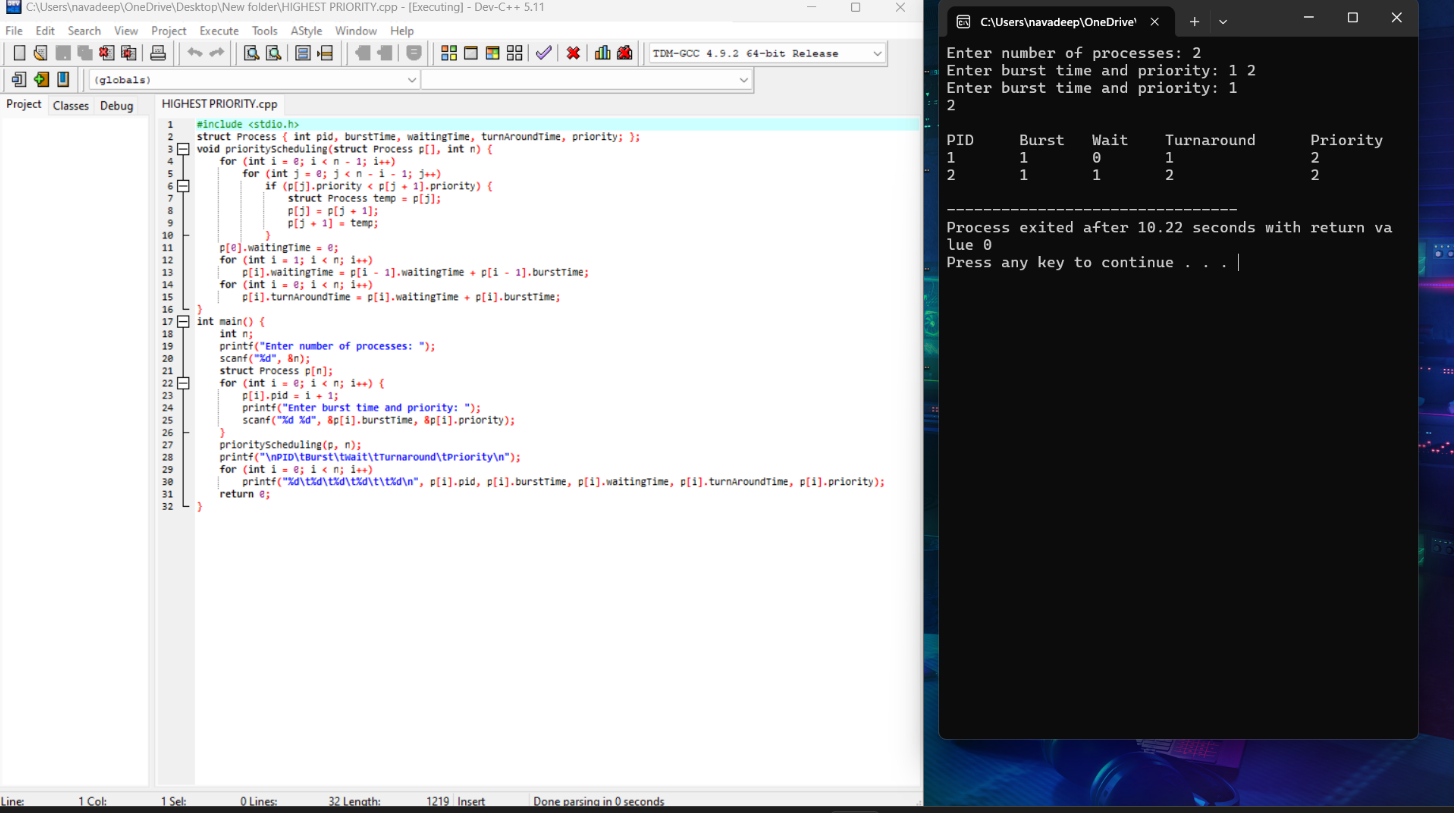 C:\Users\navadeep\OneDrive\Desktop\New folder\HIGHEST PRIORITY.cpp - [Executing] - Dev-C++ 5.11
File Edit Search View Project Execute Tools AStyle Window Help
TDM-GCC 4.9.2 64-bit Release
(globals)
Project Classes Debug
HIGHEST PRIORITY.cpp
1 #include <stdio.h>
2 struct Process { int pid, burstTime, waitingTime, turnAroundTime, priority; };
3 void priorityScheduling(struct Process p[], int n) {
4 for (int i = 0; i < n - 1; i++)
5 for (int j = 0; j < n - i - 1; j++)
6 if (p[j].priority < p[j + 1].priority) {
7 struct Process temp = p[j];
8 p[j] = p[j + 1];
9 p[j + 1] = temp;
10 }
11 p[0].waitingTime = 0;
12 for (int i = 1; i < n; i++)
13 p[i].waitingTime = p[i - 1].waitingTime + p[i - 1].burstTime;
14 for (int i = 0; i < n; i++)
15 p[i].turnAroundTime = p[i].waitingTime + p[i].burstTime;
16 }
17 int main() {
18 int n;
19 printf("Enter number of processes: ");
20 scanf("%d", &n);
21 struct Process p[n];
22 for (int i = 0; i < n; i++) {
23 p[i].pid = i + 1;
24 printf("Enter burst time and priority: ");
25 scanf("%d %d", &p[i].burstTime, &p[i].priority);
26 }
27 priorityScheduling(p, n);
28 printf("\nPID\tBurst\tWait\tTurnaround\tPriority\n");
29 for (int i = 0; i < n; i++)
30 printf("%d\t%d\t%d\t%d\t\t%d\n", p[i].pid, p[i].burstTime, p[i].waitingTime, p[i].turnAroundTime, p[i].priority);
31 return 0;
32 }
Line: 1 Col: 1 Sel: 0 Lines: 32 Length: 1219 Insert Done parsing in 0 seconds
C:\Users\navadeep\OneDrive'
Enter number of processes: 2
Enter burst time and priority: 1 2
Enter burst time and priority: 1
2
PID Burst Wait Turnaround Priority
1 1 0 1 2
2 1 1 2 2
--------------------------------
Process exited after 10.22 seconds with return va
lue 0
Press any key to continue . . .